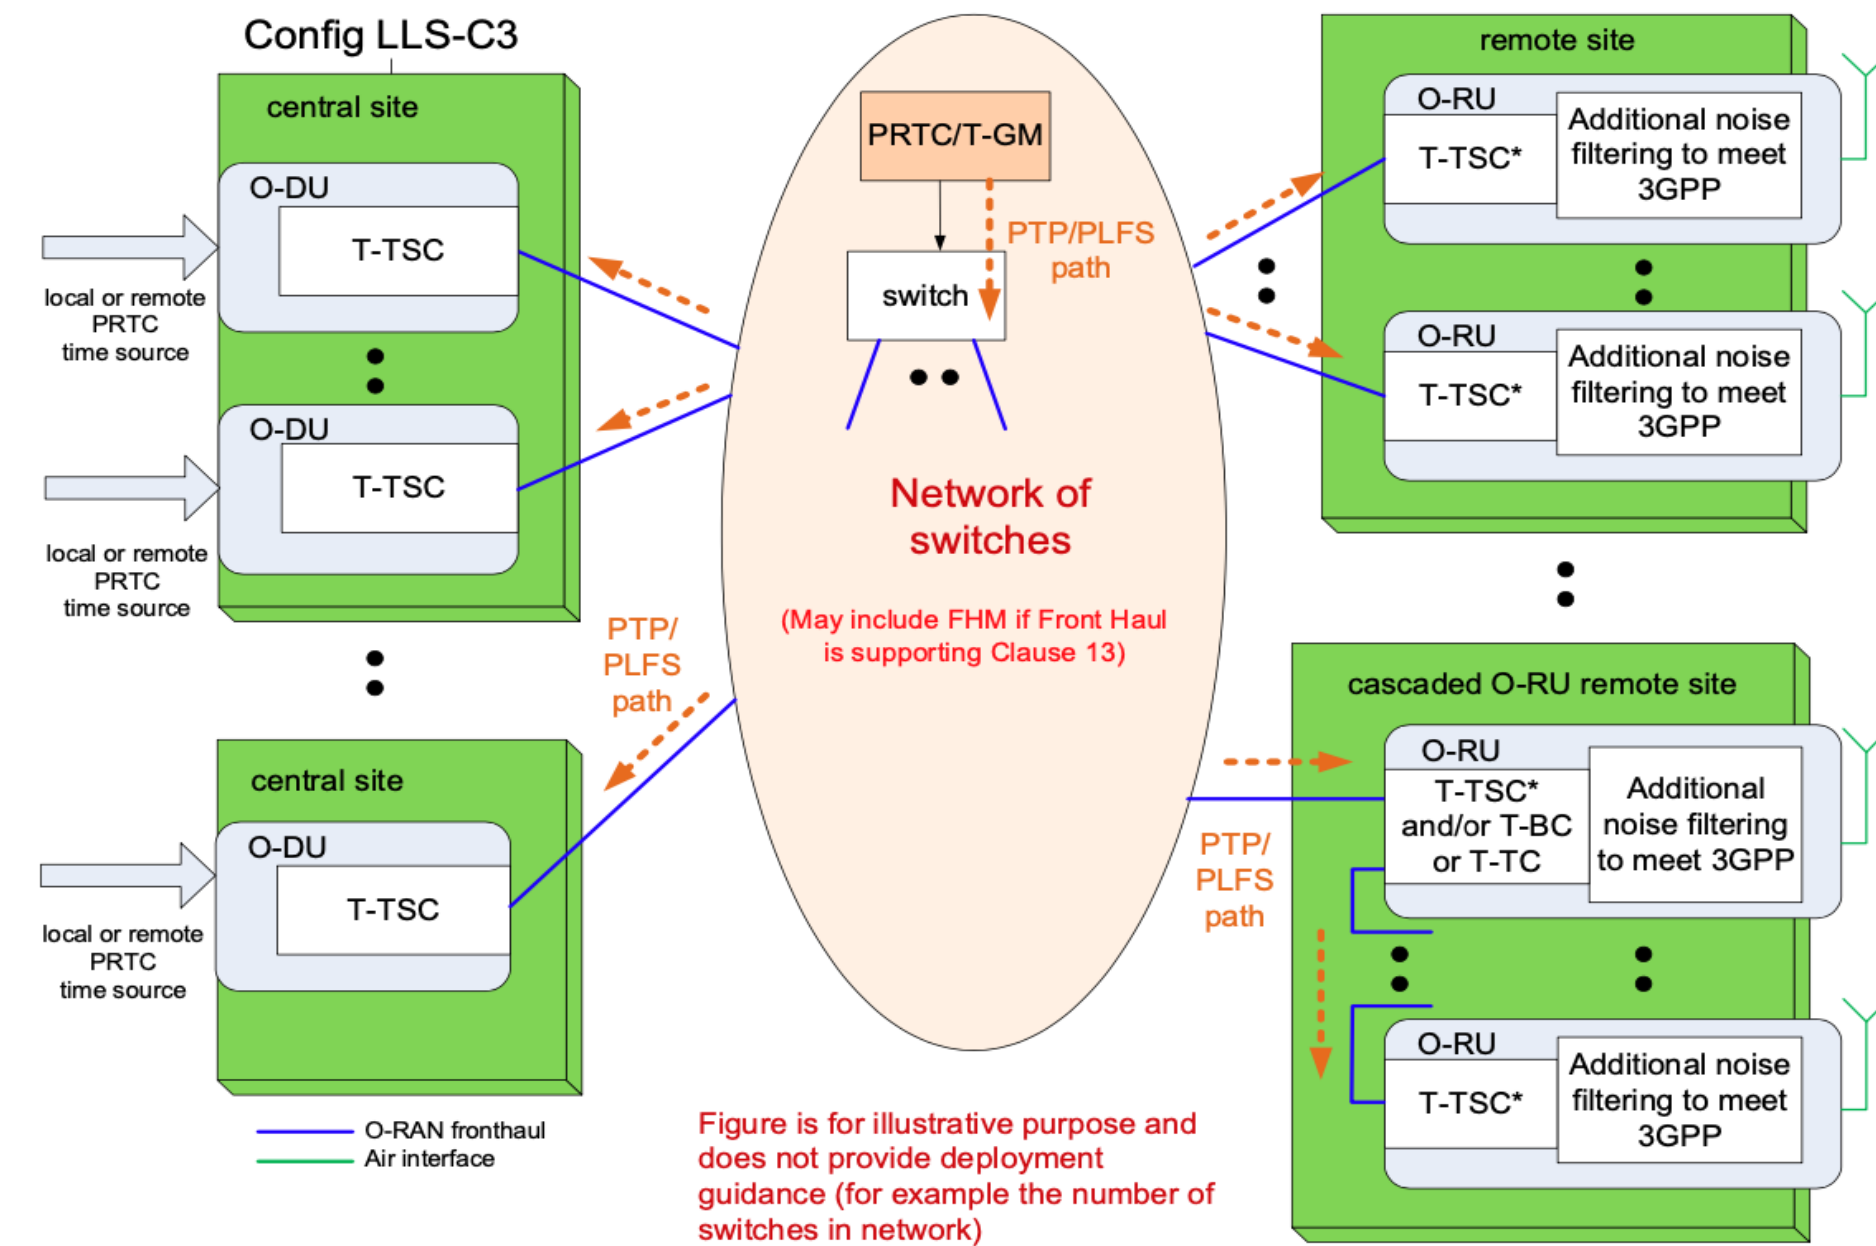 Config LLS-C3
central site
O-DU
T-TSC
local or remote
PRTC
time source
O-DU
T-TSC
local or remote
PRTC
time source
central site
O-DU
T-TSC
local or remote
PRTC
time source
O-RAN fronthaul
Air interface
PTP/
PLFS
path
PRTC/T-GM
PTP/PLFS
path
switch
Network of
switches
(May include FHM if Front Haul
is supporting Clause 13)
Figure is for illustrative purpose and
does not provide deployment
guidance (for example the number of
switches in network)
remote site
O-RU
T-TSC*
Additional noise
filtering to meet
3GPP
O-RU
T-TSC*
Additional noise
filtering to meet
3GPP
cascaded O-RU remote site
PTP/
PLFS
path
O-RU
T-TSC*
and/or T-BC
or T-TC
Additional
noise filtering
to meet 3GPP
O-RU
T-TSC*
Additional noise
filtering to meet
3GPP